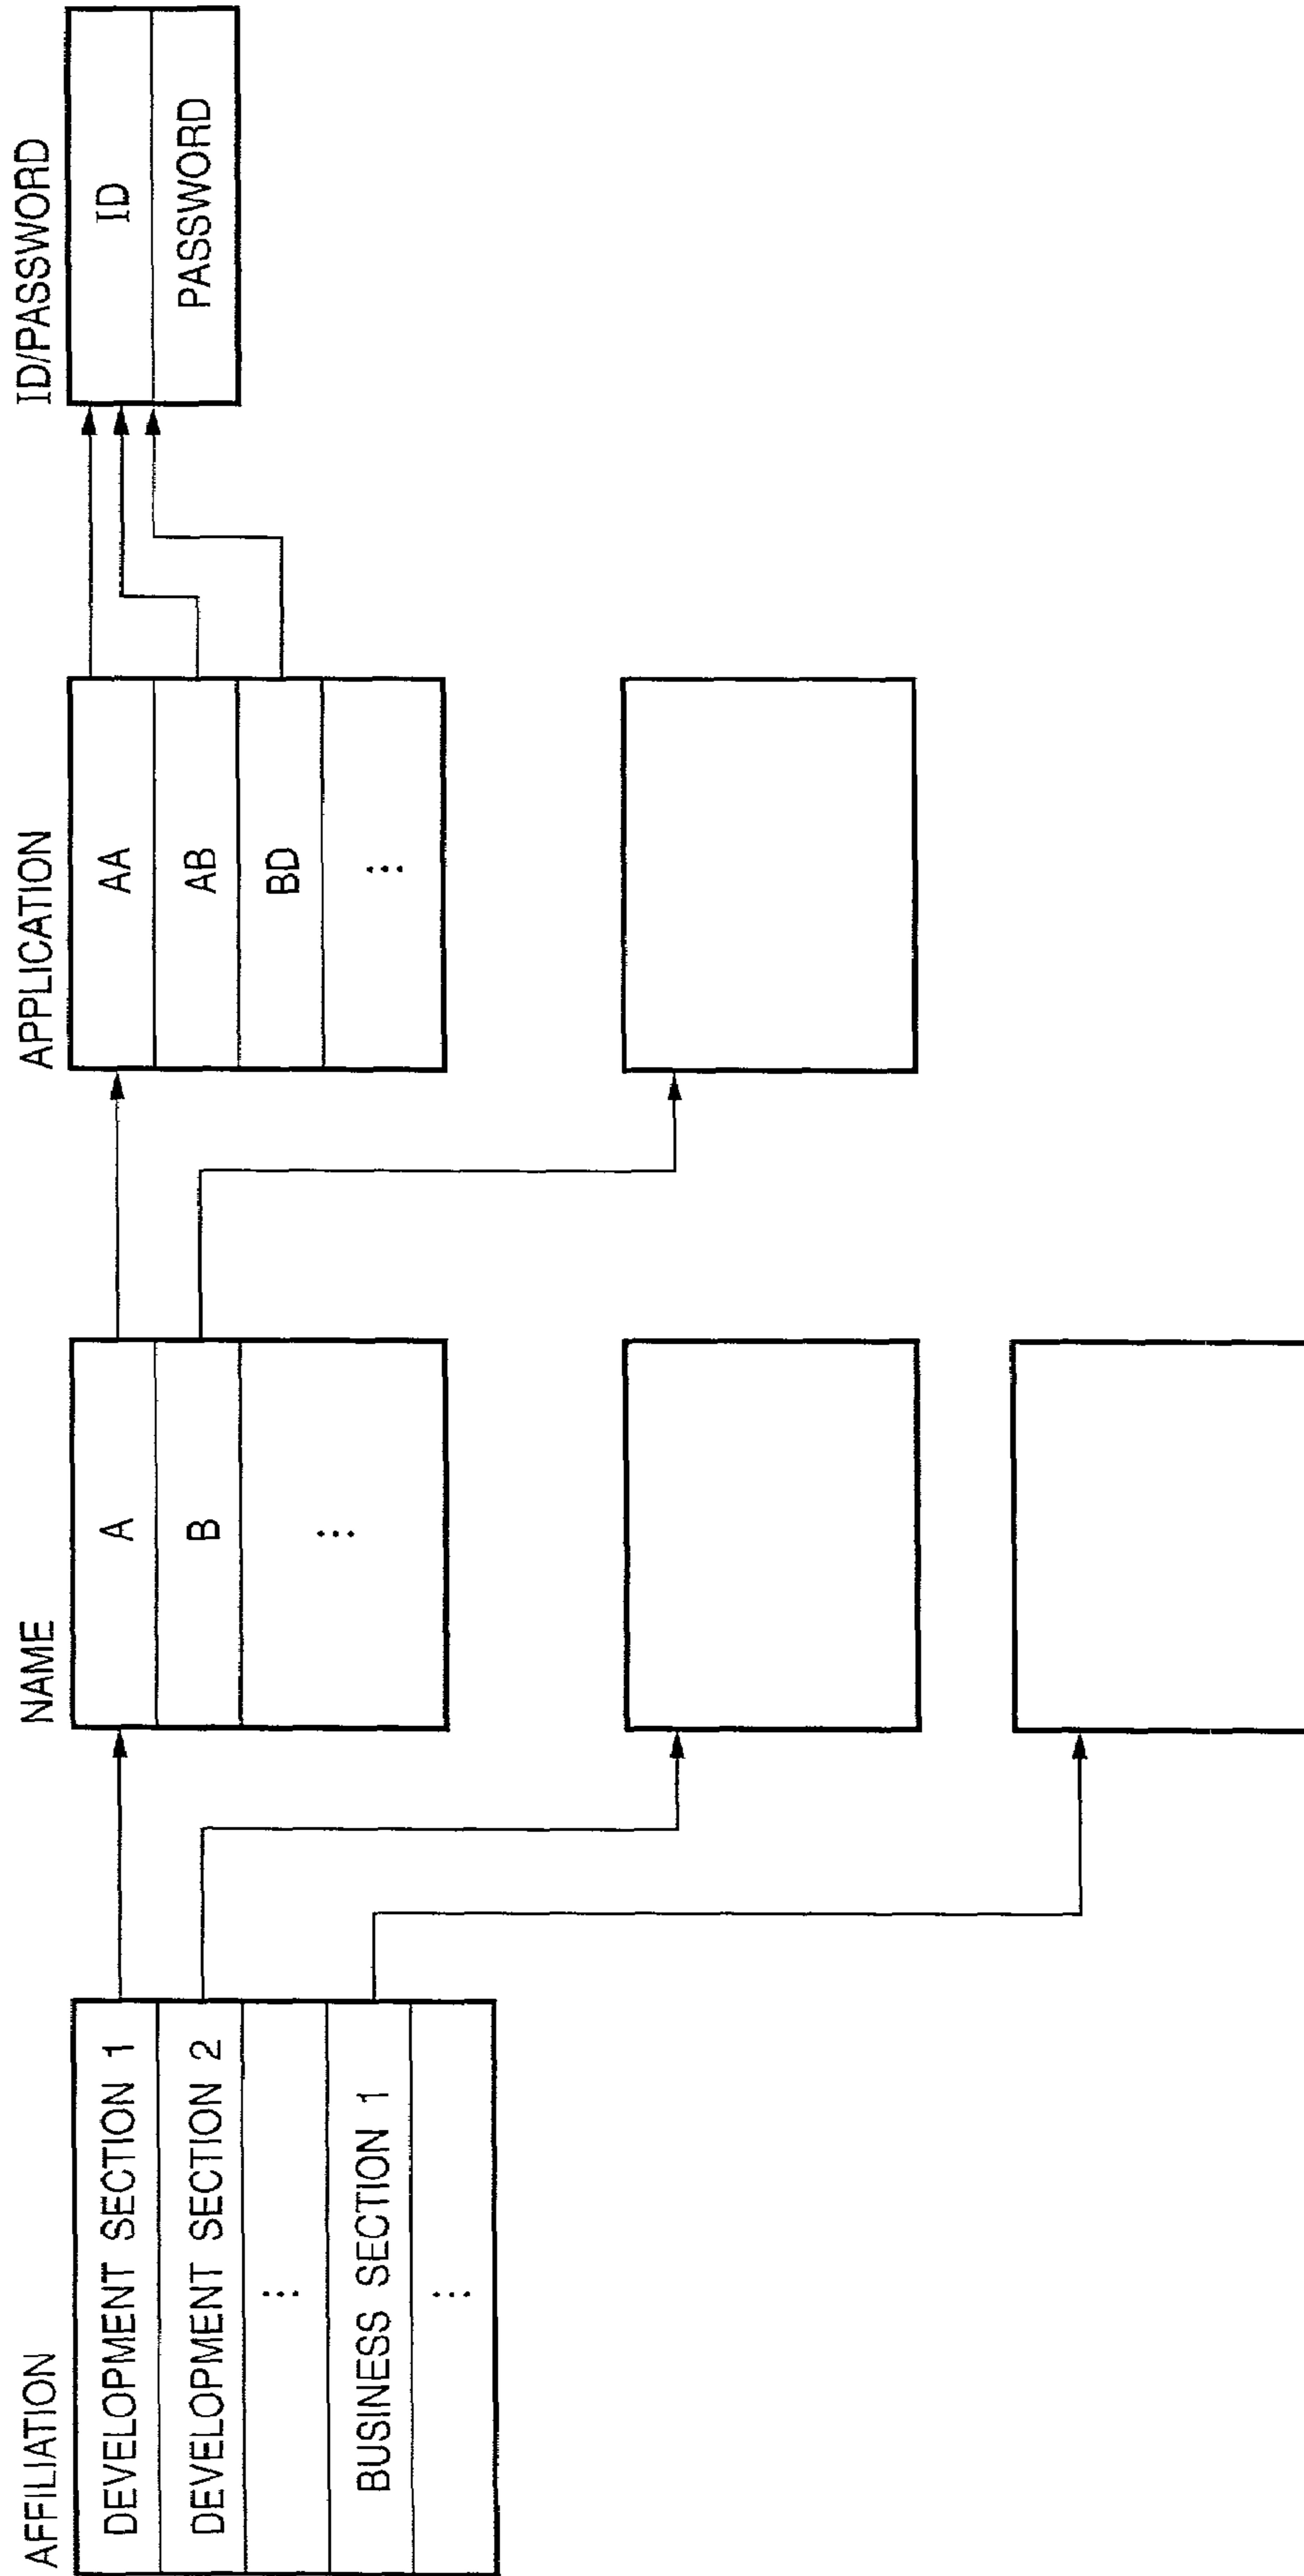 AFFILIATION
DEVELOPMENT SECTION 1
DEVELOPMENT SECTION 2
⋮
BUSINESS SECTION 1
⋮
NAME
A
B
⋮
APPLICATION
AA
AB
BD
⋮
ID/PASSWORD
ID
PASSWORD